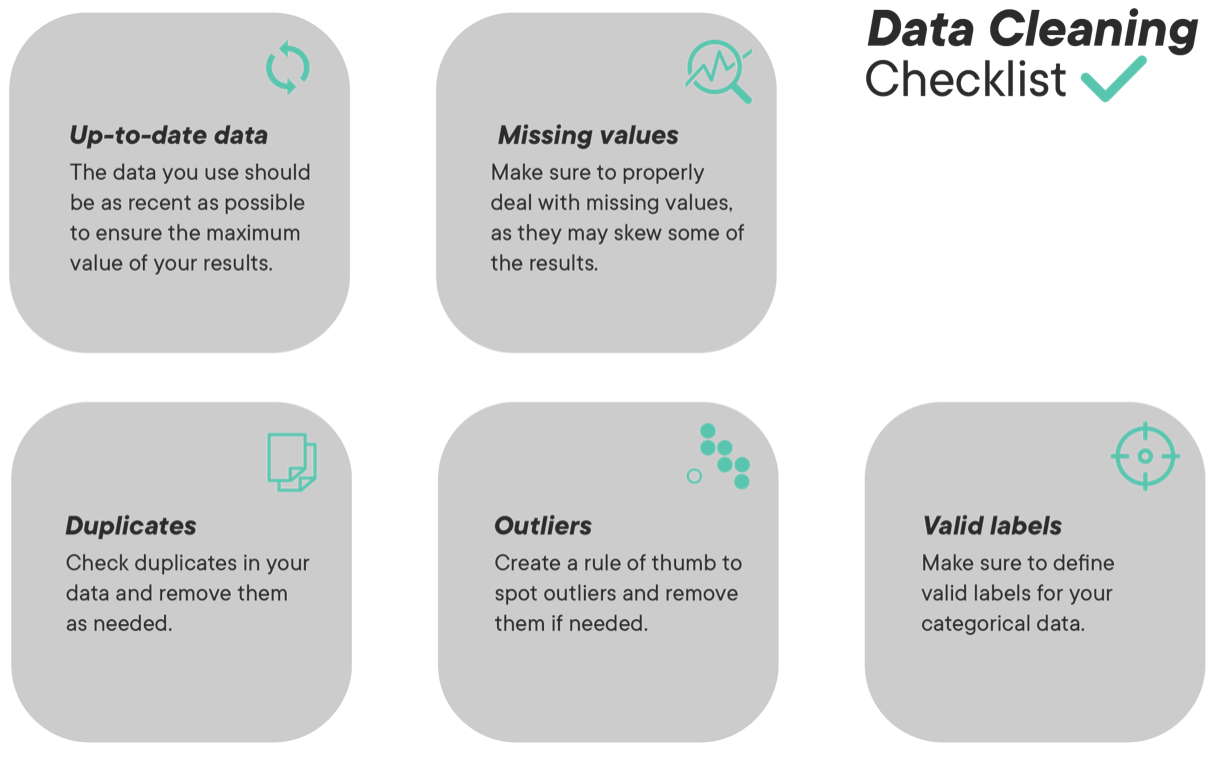 Data Cleaning
Checklist
Up-to-date data
The data you use should
be as recent as possible
to ensure the maximum
value of your results.
Missing values
Make sure to properly
deal with missing values,
as they may skew some of
the results.
Duplicates
Check duplicates in your
data and remove them
as needed.
Outliers
Create a rule of thumb to
spot outliers and remove
them if needed.
Valid labels
Make sure to define
valid labels for your
categorical data.